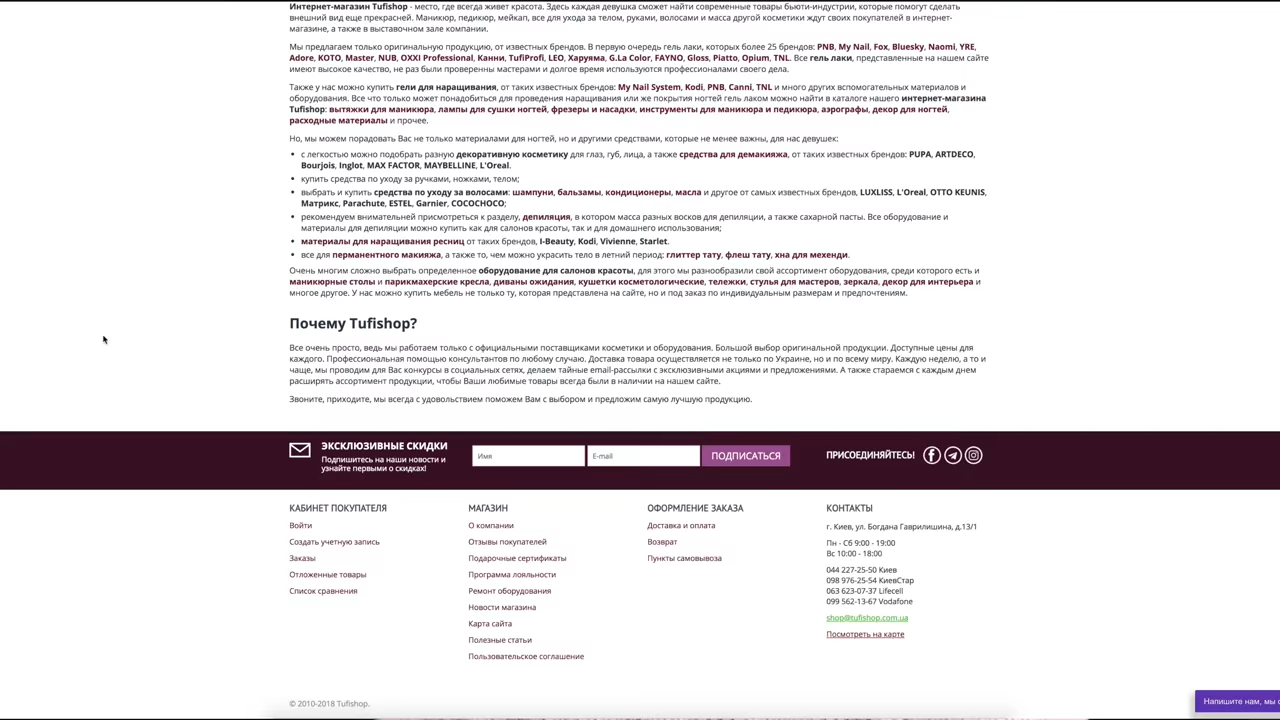 Интернет-магазин Tufishop - место, где всегда живет красота. Здесь каждая девушка сможет найти современные товары бьюти-индустрии, которые помогут сделать
внешний вид еще прекрасней. Маникюр, педикюр, мейкап, все для ухода за телом, руками, волосами и масса другой косметики ждут своих покупателей в интернет-
магазине, а также в выставочном зале компании.
Мы предлагаем только оригинальную продукцию, от известных брендов. В первую очередь гель лаки, которых более 25 брендов: PNB, My Nail, Fox, Bluesky, Naomi, YRE,
Adore, КОТО, Master, NUB, OXXI Professional, Канни, TufiProfi, LEO, Харуяма, G.La Color, FAYNO, Gloss, Piatto, Opium, TNL. Все гель лаки, представленные на нашем сайте
имеют высокое качество, не раз были проверенны мастерами и долгое время используются профессионалами своего дела.
Также у нас можно купить гели для наращивания, от таких известных брендов: My Nail System, Kodi, PNB, Canni, TNL и много других вспомогательных материалов и
оборудования. Все что только может понадобиться для проведения наращивания или же покрытия ногтей гель лаком можно найти в каталоге нашего интернет-магазина
Tufishop: вытяжки для маникюра, лампы для сушки ногтей, фрезеры и насадки, инструменты для маникюра и педикюра, аэрографы, декор для ногтей,
расходные материалы и прочее.
Но, мы можем порадовать Вас не только материалами для ногтей, но и другими средствами, которые не менее важны, для нас девушек:
• с легкостью можно подобрать разную декоративную косметику для глаз, губ, лица, а также средства для демакияжа, от таких известных брендов: PUPA, ARTDECO,
Bourjois, Inglot, MAX FACTOR, MAYBELLINE, L'Oreal.
• купить средства по уходу за ручками, ножками, телом;
• выбрать и купить средства по уходу за волосами: шампуни, бальзамы, кондиционеры, масла и другое от самых известных брендов, LUXLISS, L'Oreal, OTTO KEUNIS,
Матрикс, Parachute, ESTEL, Garnier, COCOCHOCO;
• рекомендуем внимательней присмотреться к разделу, депиляция, в котором масса разных восков для депиляции, а также сахарной пасты. Все оборудование и
материалы для депиляции можно купить как для салонов красоты, так и для домашнего использования;
• материалы для наращивания ресниц от таких брендов, I-Beauty, Kodi, Vivienne, Starlet.
• все для перманентного макияжа, а также то, чем можно украсить тело в летний период: глиттер тату, флеш тату, хна для мехенди.
Очень многим сложно выбрать определенное оборудование для салонов красоты, для этого мы разнообразили свой ассортимент оборудования, среди которого есть и
маникюрные столы и парикмахерские кресла, диваны ожидания, кушетки косметологические, тележки, стулья для мастеров, зеркала, декор для интерьера и
многое другое. У нас можно купить мебель не только ту, которая представлена на сайте, но и под заказ по индивидуальным размерам и предпочтениям.
Почему Tufishop?
Все очень просто, ведь мы работаем только с официальными поставщиками косметики и оборудования. Большой выбор оригинальной продукции. Доступные цены для
каждого. Профессиональная помощью консультантов по любому случаю. Доставка товара осуществляется не только по Украине, но и по всему миру. Каждую неделю, а то и
чаще, мы проводим для Вас конкурсы в социальных сетях, делаем тайные email-рассылки с эксклюзивными акциями и предложениями. А также стараемся с каждым днем
расширять ассортимент продукции, чтобы Ваши любимые товары всегда были в наличии на нашем сайте.
Звоните, приходите, мы всегда с удовольствием поможем Вам с выбором и предложим самую лучшую продукцию.
ЭКСКЛЮЗИВНЫЕ СКИДКИ
Подпишитесь на наши новости и
узнайте первыми о скидках!
Имя
E-mail
ПОДПИСАТЬСЯ
ПРИСОЕДИНЯЙТЕСЬ!
КАБИНЕТ ПОКУПАТЕЛЯ
Войти
Создать учетную запись
Заказы
Отложенные товары
Список сравнения
МАГАЗИН
О компании
Отзывы покупателей
Подарочные сертификаты
Программа лояльности
Ремонт оборудования
Новости магазина
Карта сайта
Полезные статьи
Пользовательское соглашение
ОФОРМЛЕНИЕ ЗАКАЗА
Доставка и оплата
Возврат
Пункты самовывоза
КОНТАКТЫ
г. Киев, ул. Богдана Гаврилишина, д.13/1
Пн - Сб 9:00 - 19:00
Вс 10:00 - 18:00
044 227-25-50 Киев
098 976-25-54 КиевСтар
063 623-07-37 Lifecell
099 562-13-67 Vodafone
shop@tufishop.com.ua
Посмотреть на карте
© 2010-2018 Tufishop.
Напишите нам, мы